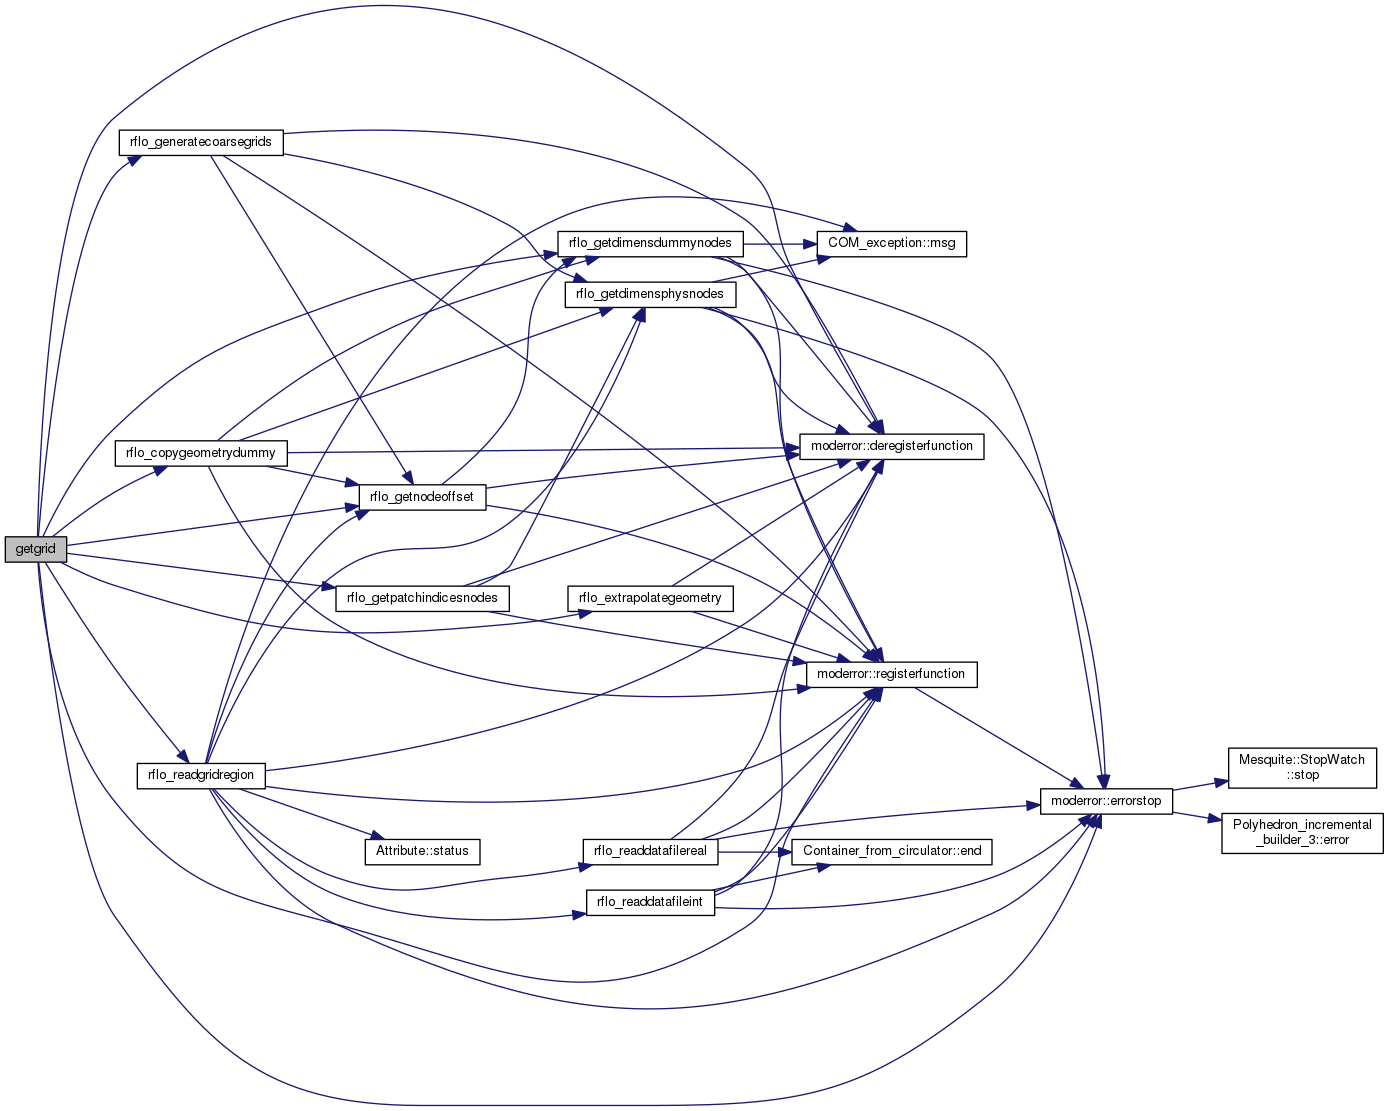 rflo_generatecoarsegrids
rflo_getdimensdummynodes
COM_exception::msg
rflo_getdimensphysnodes
rflo_copygeometrydummy
moderror::deregisterfunction
rflo_getnodeoffset
getgrid
rflo_getpatchindicesnodes
rflo_extrapolategeometry
moderror::registerfunction
rflo_readgridregion
Mesquite::StopWatch
::stop
moderror::errorstop
Polyhedron_incremental
_builder_3::error
Attribute::status
rflo_readdatafilereal
Container_from_circulator::end
rflo_readdatafileint